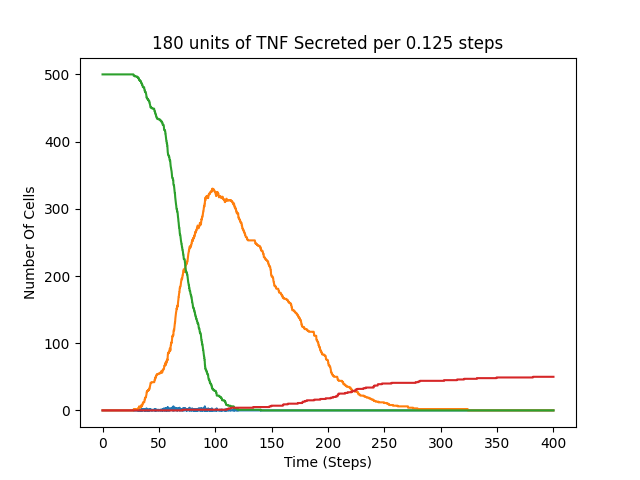 180 units of TNF Secreted per 0.125 steps
500
400
300
200
100
0
Number Of Cells
0 50 100 150 200 250 300 350 400
Time (Steps)